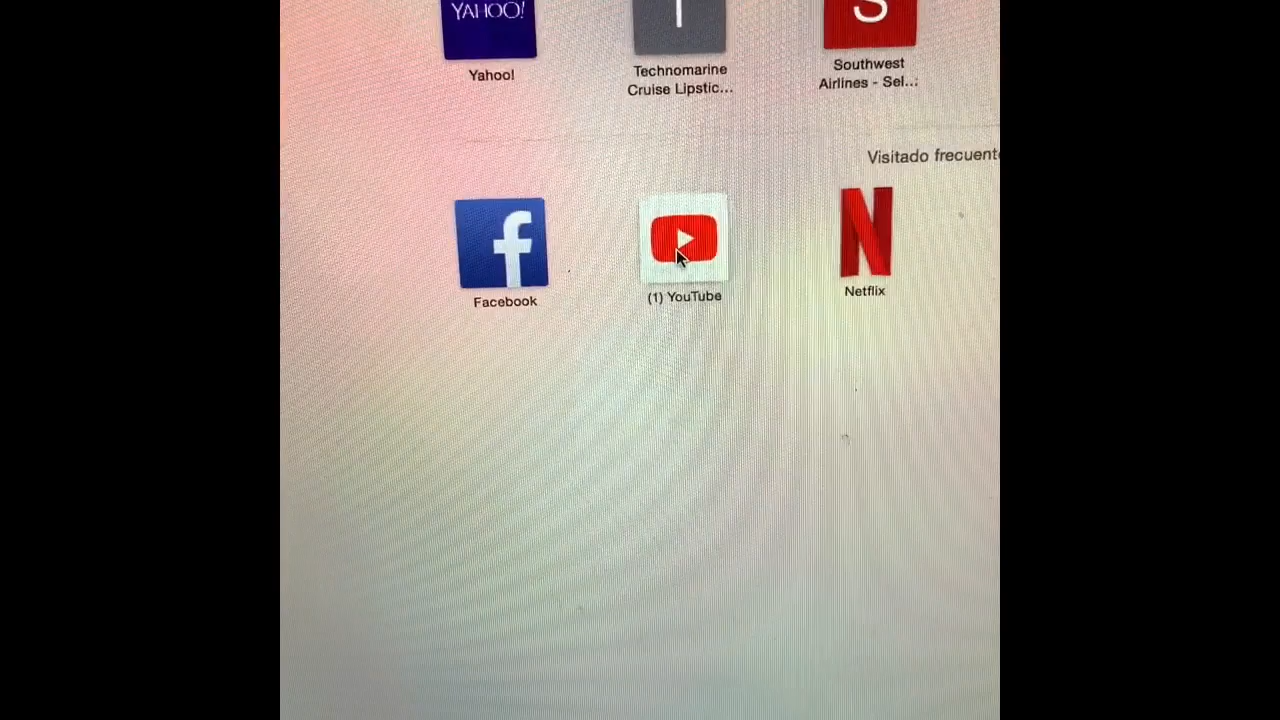 YAHOO!
T
S
Yahoo!
Technomarine
Cruise Lipstic...
Southwest
Airlines - Sel...
Visitado frecuent
f
N
Facebook
(1) YouTube
Netflix